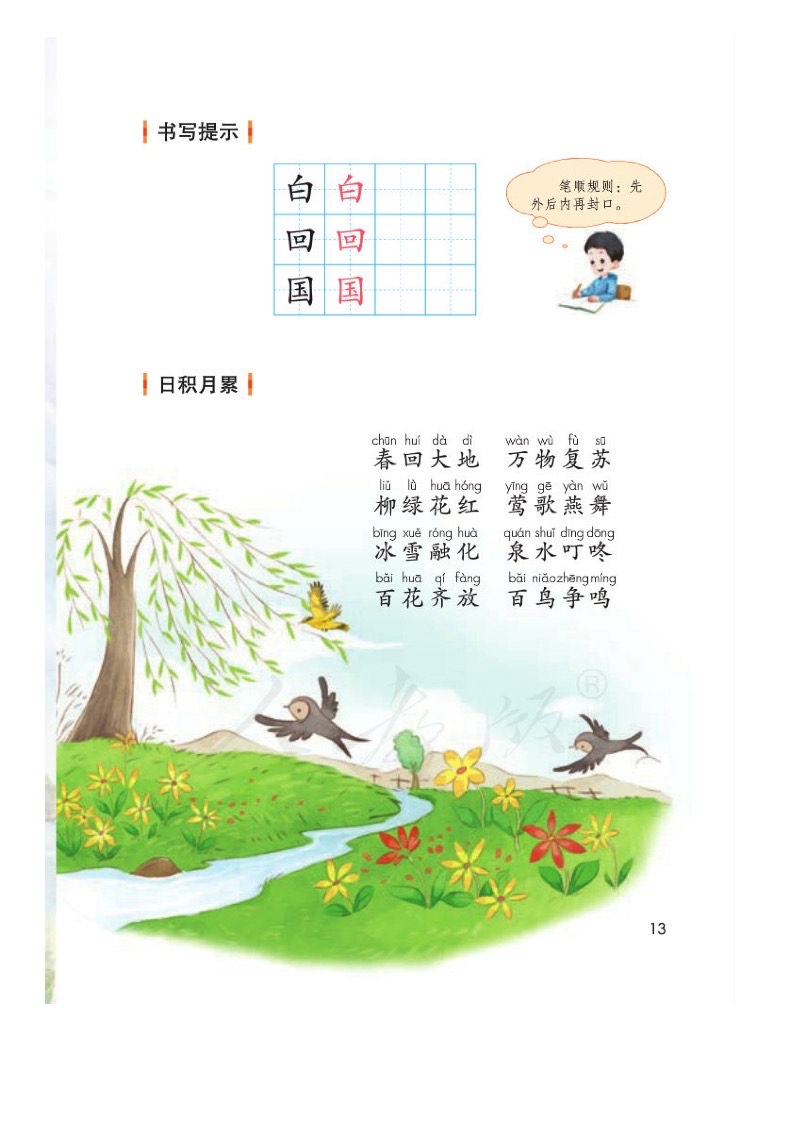 书写提示
白 白
回 回
国 国
笔顺规则：先
外后内再封口。
日积月累
chūn huí dà dì wàn wù fù sū
春回大地 万物复苏
liǔ lǜ huā hóng yīng gē yàn wǔ
柳绿花红 莺歌燕舞
bīng xuě róng huà quán shuǐ dīng dōng
冰雪融化 泉水叮咚
bǎi huā qí fàng bǎi niǎo zhēng míng
百花齐放 百鸟争鸣
人教版®
13